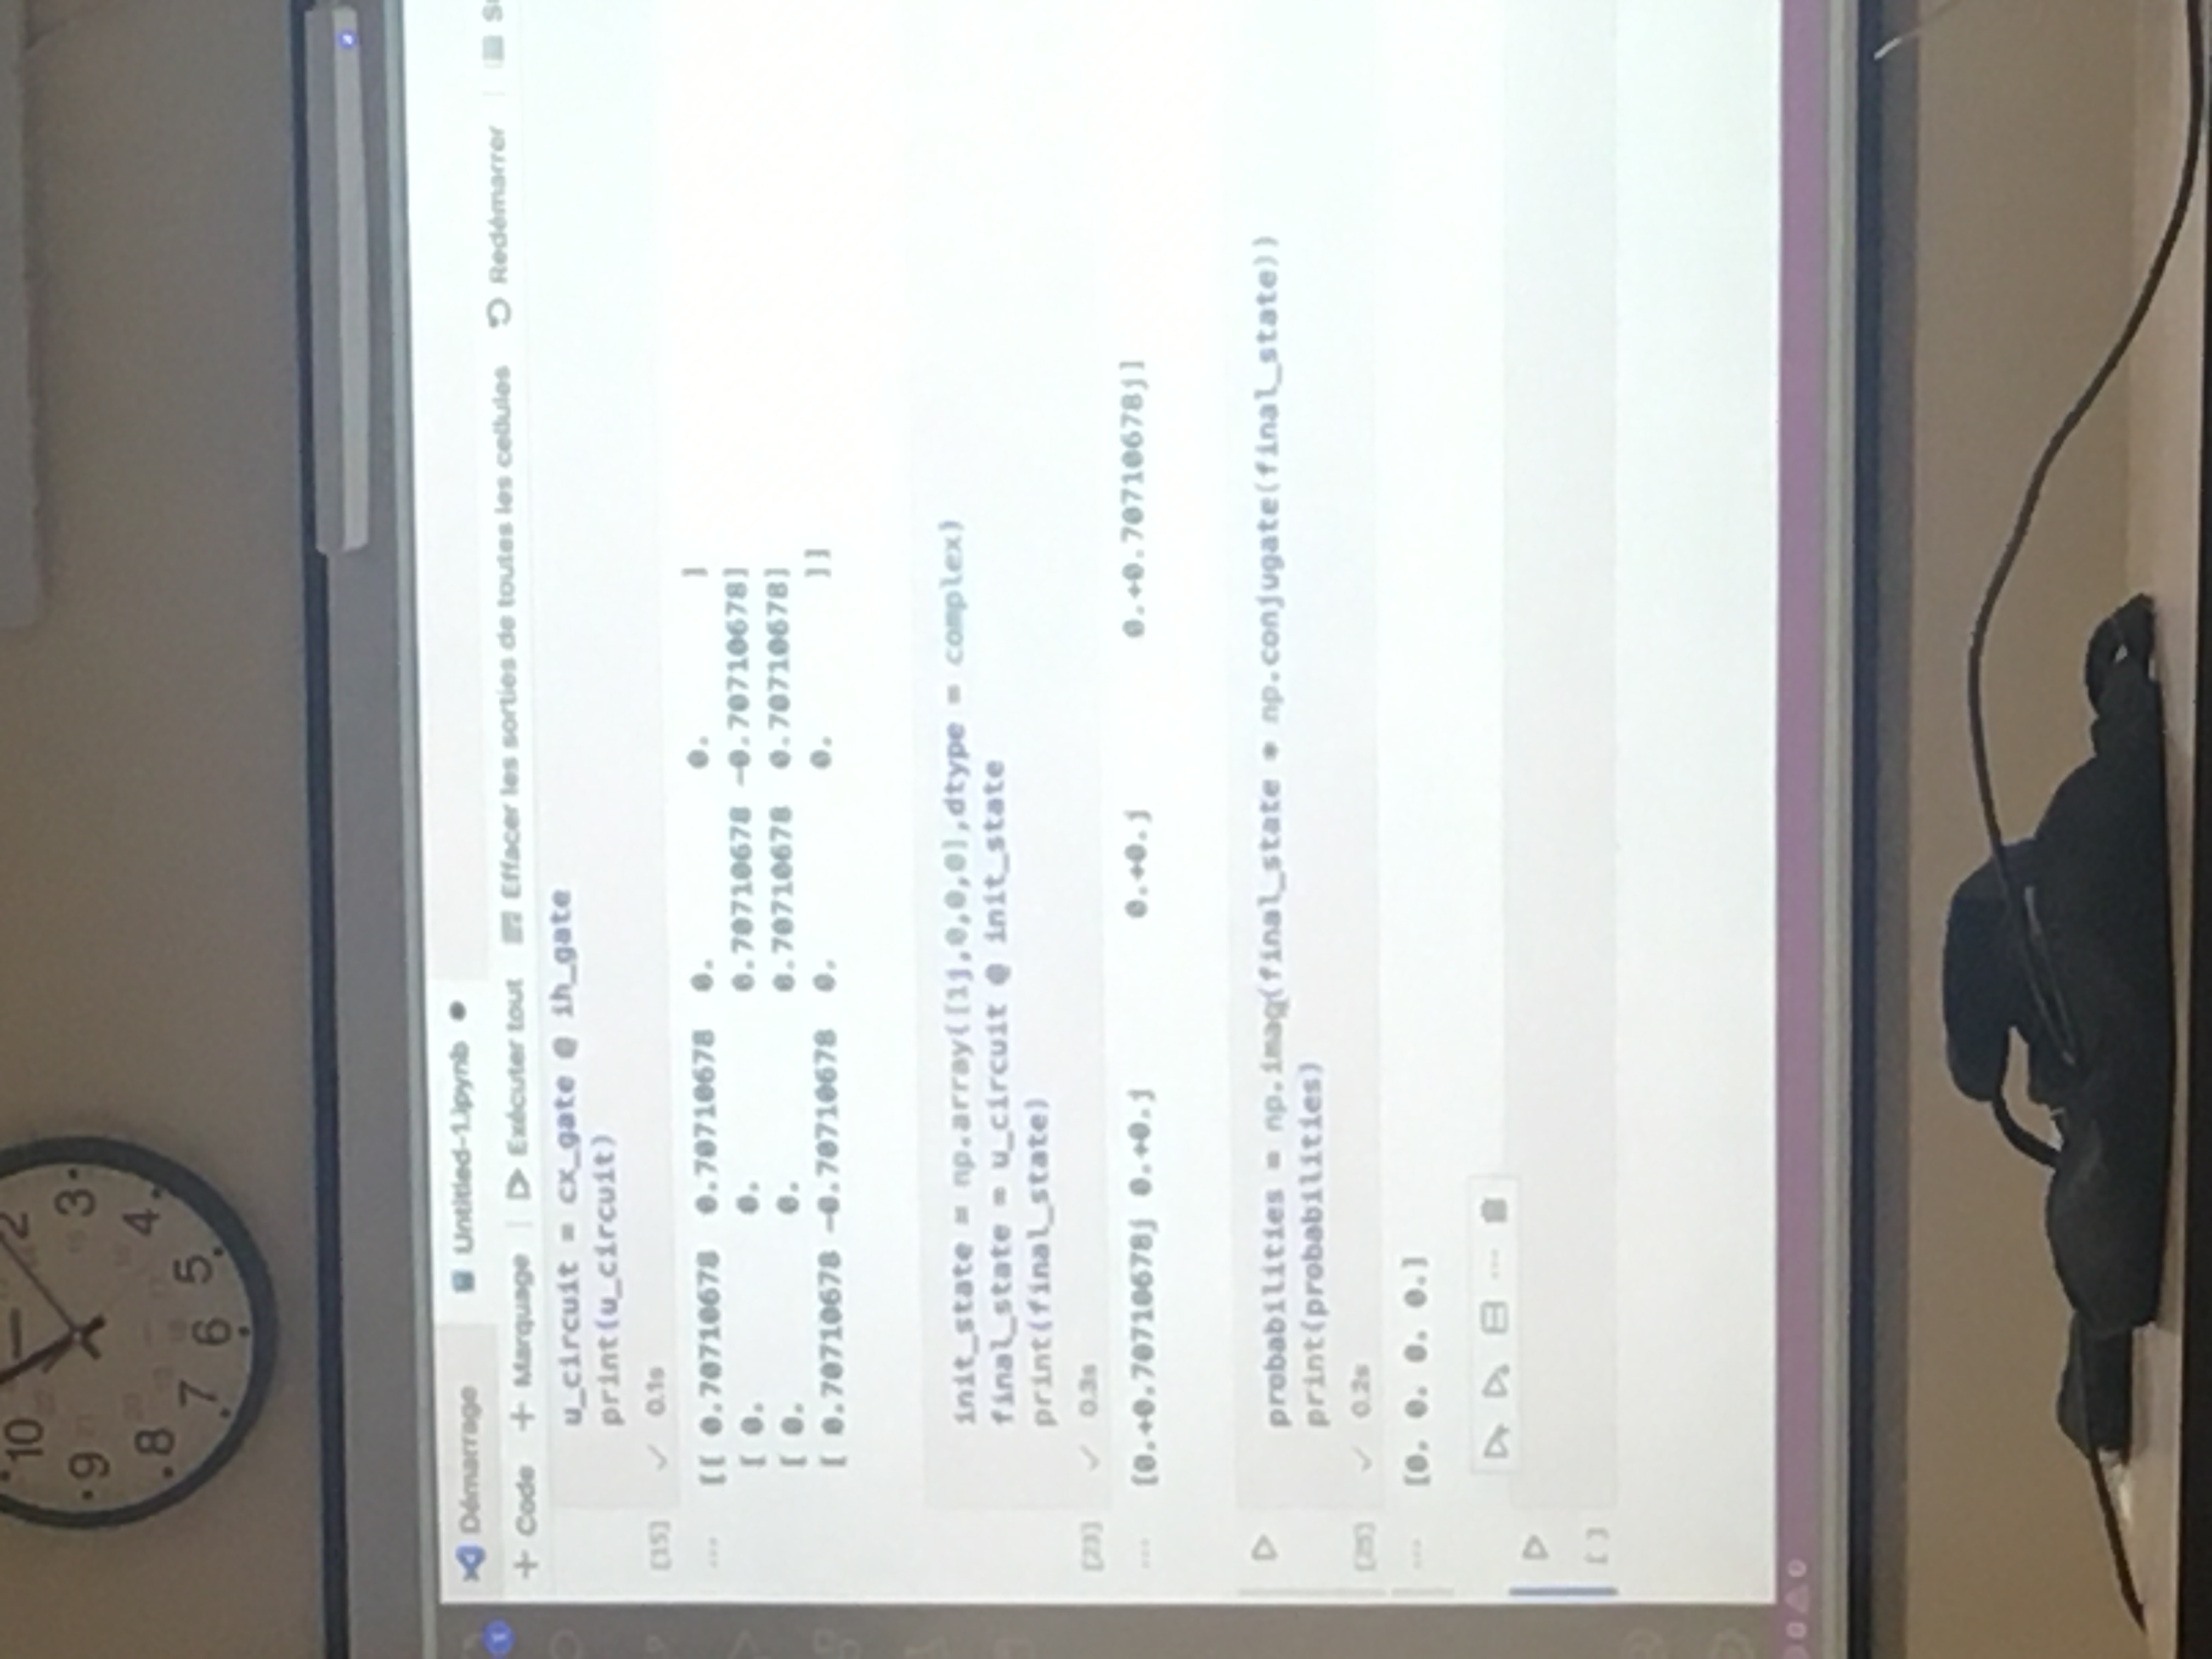 10 2
9 3
8 4
7 6 5
Démarrage Untitled-1.ipynb
Code Marquage Exécuter tout Effacer les sorties de toutes les cellules Redémarrer
u_circuit = cx_gate @ ih_gate
print(u_circuit)
[15] 0.1s
[[ 0.70710678 0.70710678 0. 0. ]
[ 0. 0. 0.70710678 -0.70710678]
[ 0. 0. 0.70710678 0.70710678]
[ 0.70710678 -0.70710678 0. 0. ]]
init_state = np.array([1j,0,0,0],dtype = complex)
final_state = u_circuit @ init_state
print(final_state)
[23] 0.3s
[0.+0.70710678j 0.+0.j 0.+0.j 0.+0.70710678j]
probabilities = np.imag(final_state * np.conjugate(final_state))
print(probabilities)
[25] 0.2s
[0. 0. 0. 0.]
[ ]
0 0